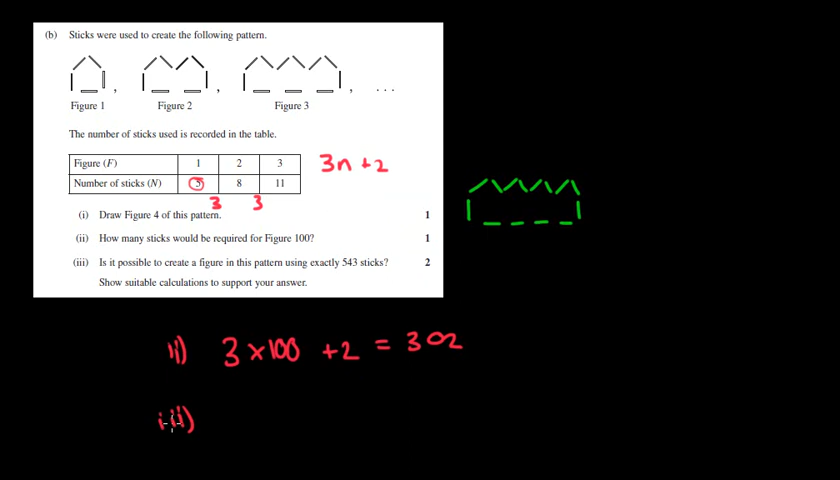 (b) Sticks were used to create the following pattern.
, , , . . .
Figure 1 Figure 2 Figure 3
The number of sticks used is recorded in the table.
Figure (F) 1 2 3 3n + 2
Number of sticks (N) 5 8 11
3 3
(i) Draw Figure 4 of this pattern. 1
(ii) How many sticks would be required for Figure 100? 1
(iii) Is it possible to create a figure in this pattern using exactly 543 sticks? 2
Show suitable calculations to support your answer.
ii) 3 × 100 + 2 = 302
iii)